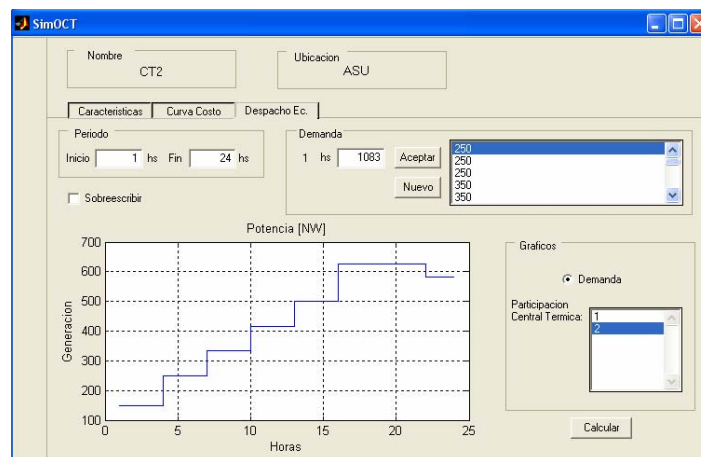 SimOCT
Nombre
CT2
Ubicacion
ASU
Caracteristicas Curva Costo Despacho Ec.
Periodo
Inicio 1 hs Fin 24 hs
Sobreescribir
Demanda
1 hs 1083 Aceptar
Nuevo
250
250
250
350
350
Potencia [NW]
Generacion
700
600
500
400
300
200
100
0 5 10 15 20 25
Horas
Graficos
Demanda
Participacion
Central Termica:
1
2
Calcular